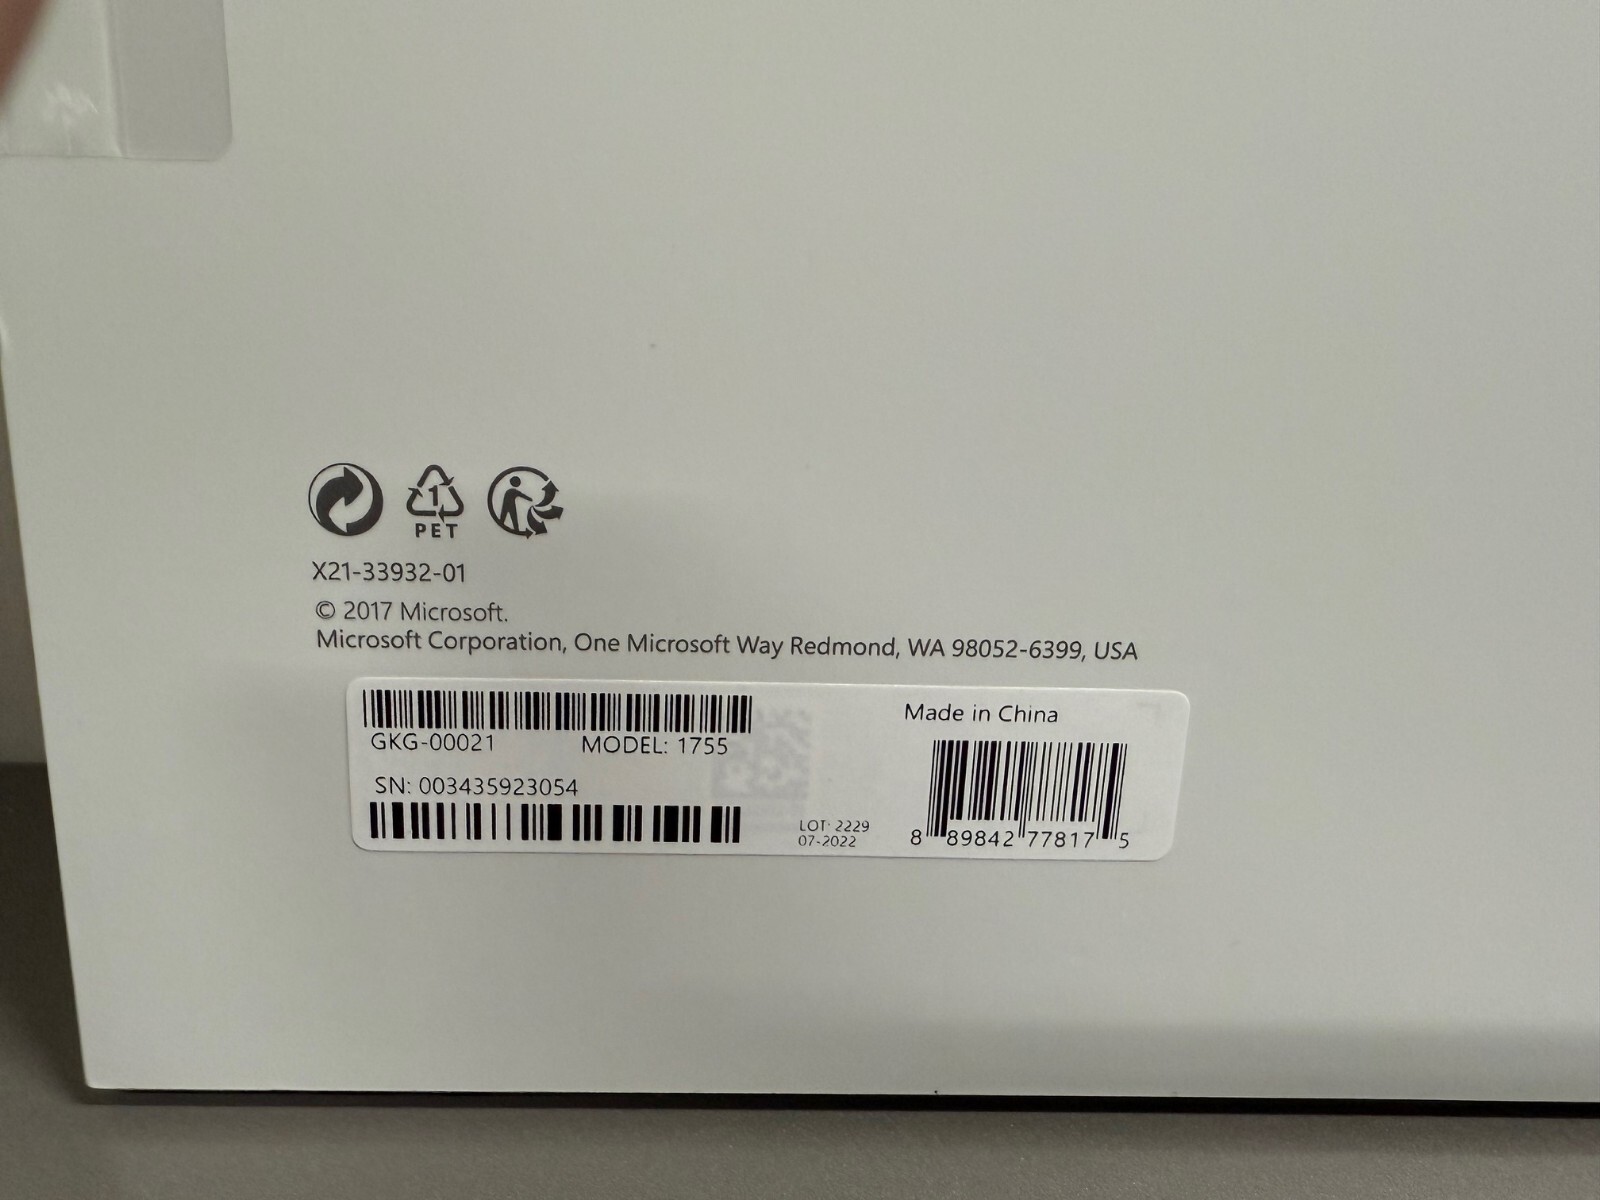 1
PET
X21-33932-01
© 2017 Microsoft.
Microsoft Corporation, One Microsoft Way Redmond, WA 98052-6399, USA
GKG-00021 MODEL: 1755
SN: 003435923054
Made in China
LOT: 2229
07-2022
8 89842 77817 5